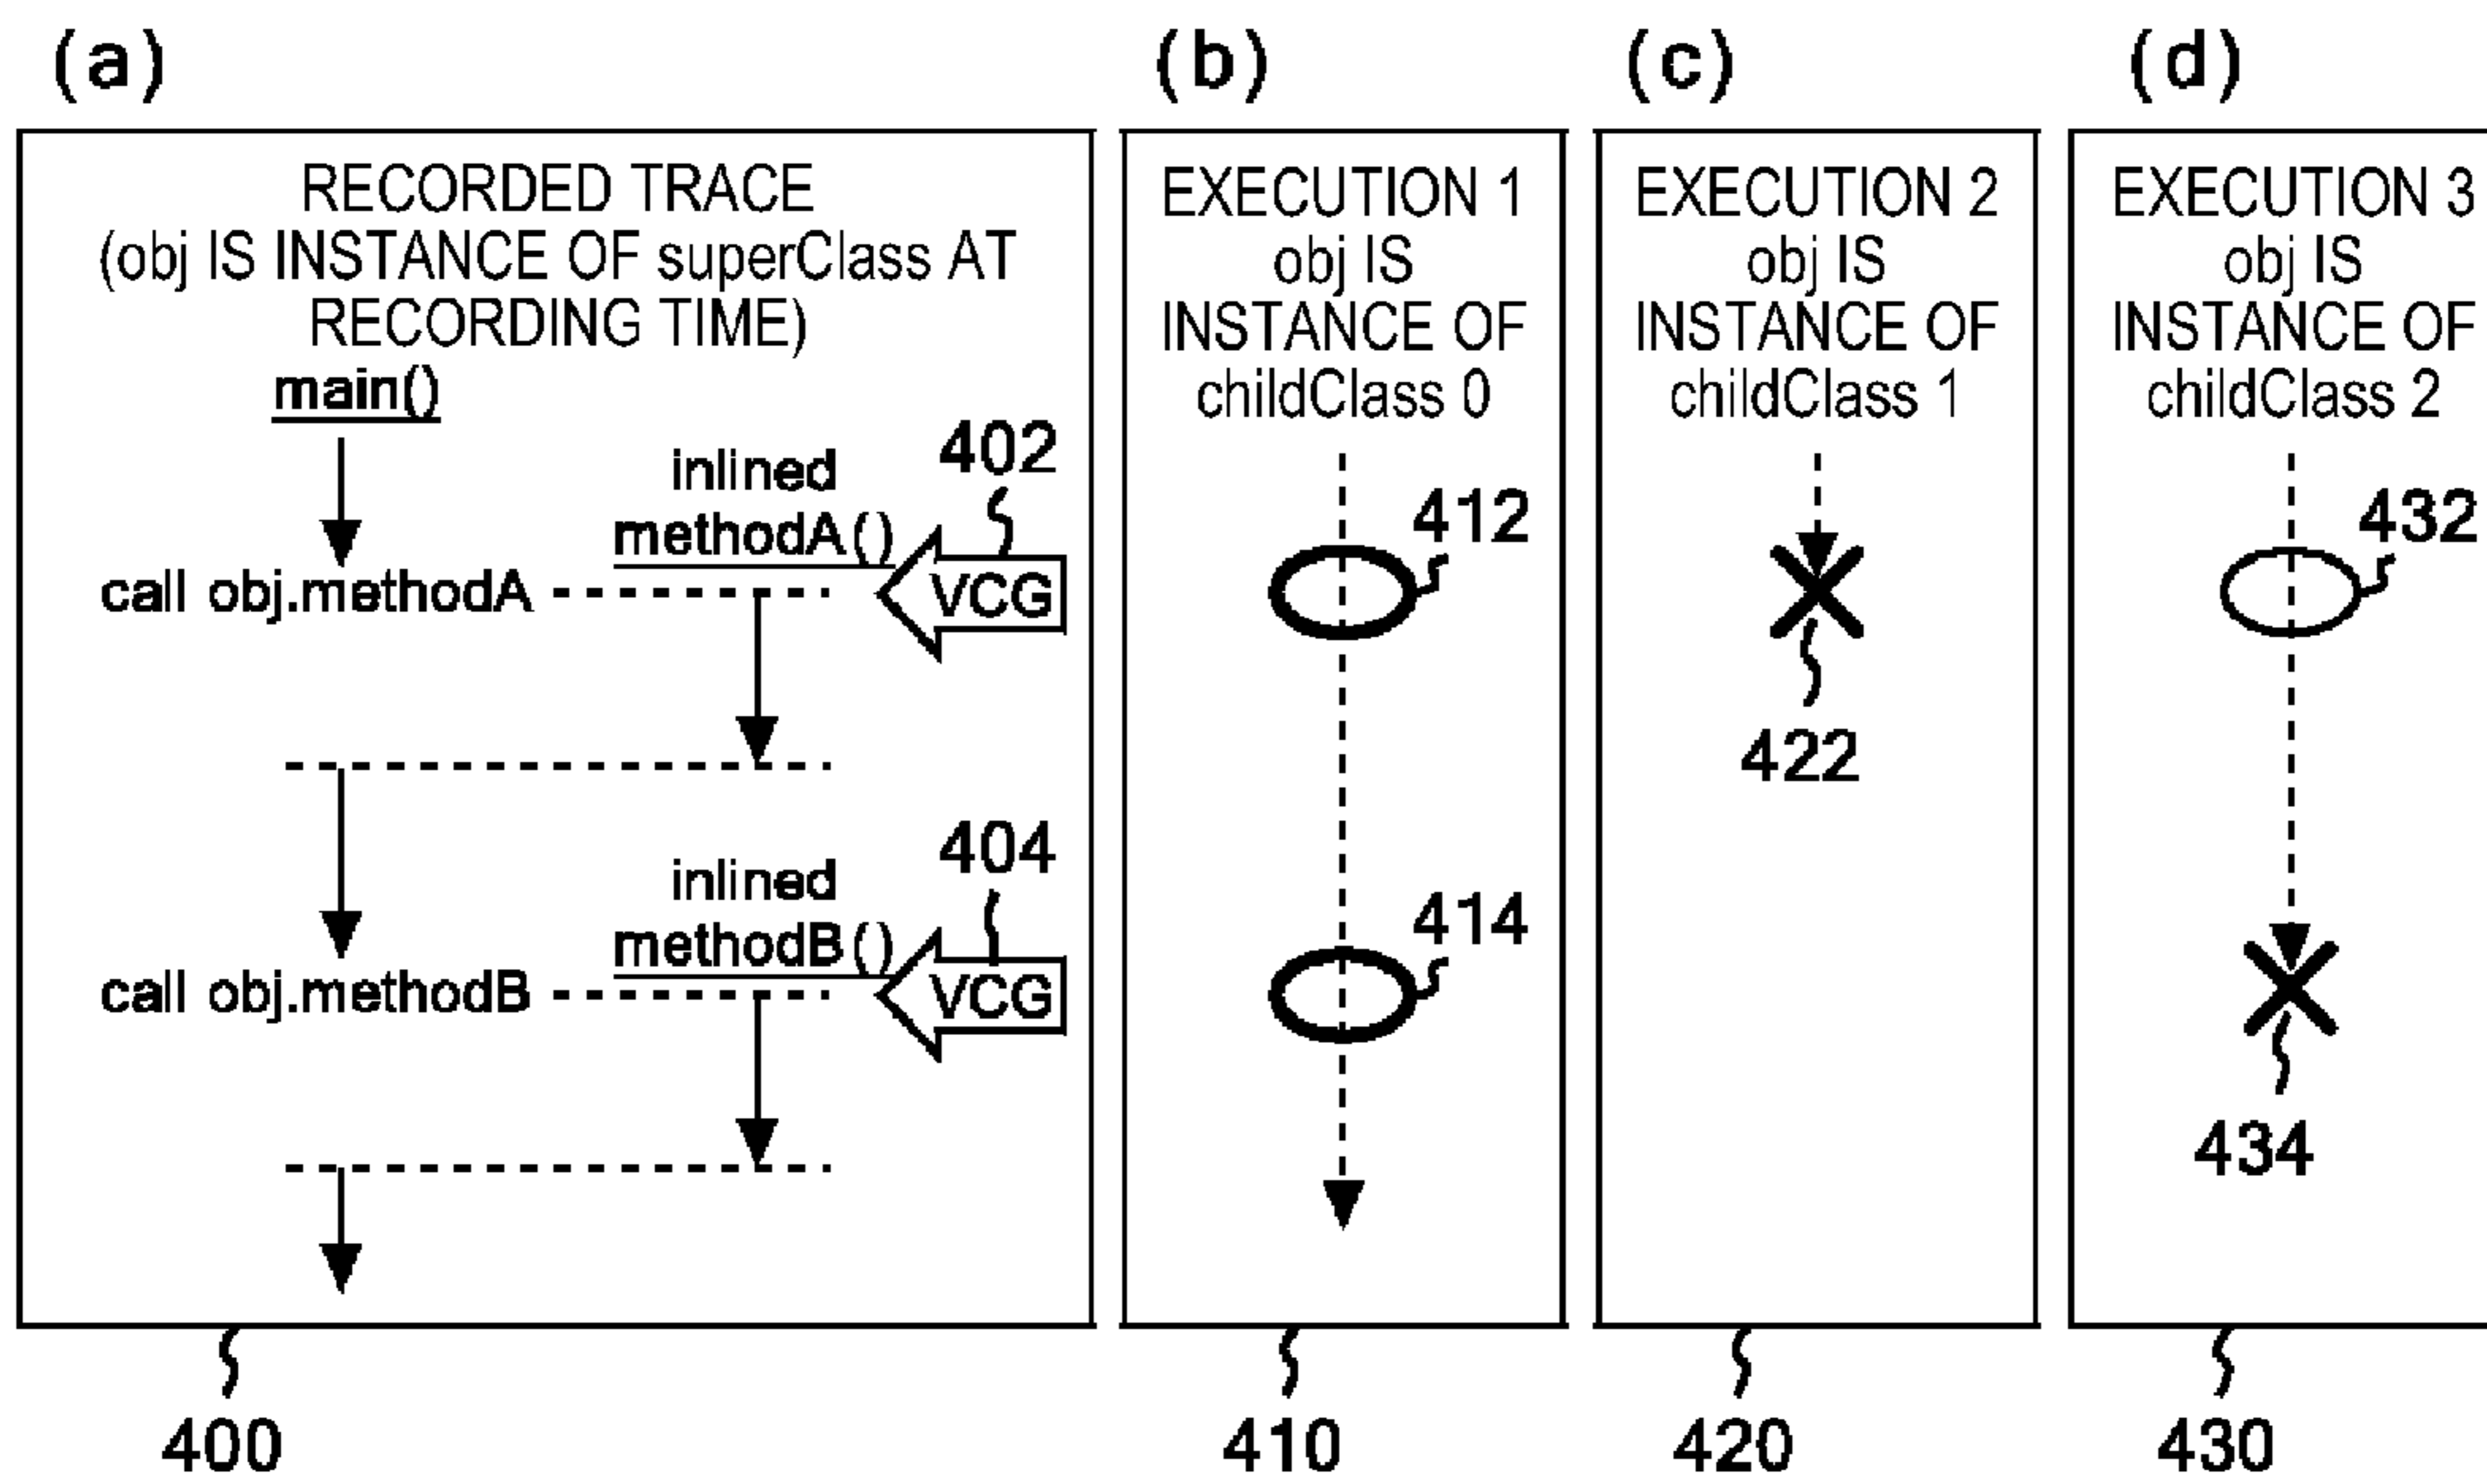 (a)
RECORDED TRACE
(obj IS INSTANCE OF superClass AT
RECORDING TIME)
main()
inlined
methodA()
402
call obj.methodA
VCG
inlined
methodB()
404
call obj.methodB
VCG
400
(b)
EXECUTION 1
obj IS
INSTANCE OF
childClass 0
412
414
410
(c)
EXECUTION 2
obj IS
INSTANCE OF
childClass 1
422
420
(d)
EXECUTION 3
obj IS
INSTANCE OF
childClass 2
432
434
430